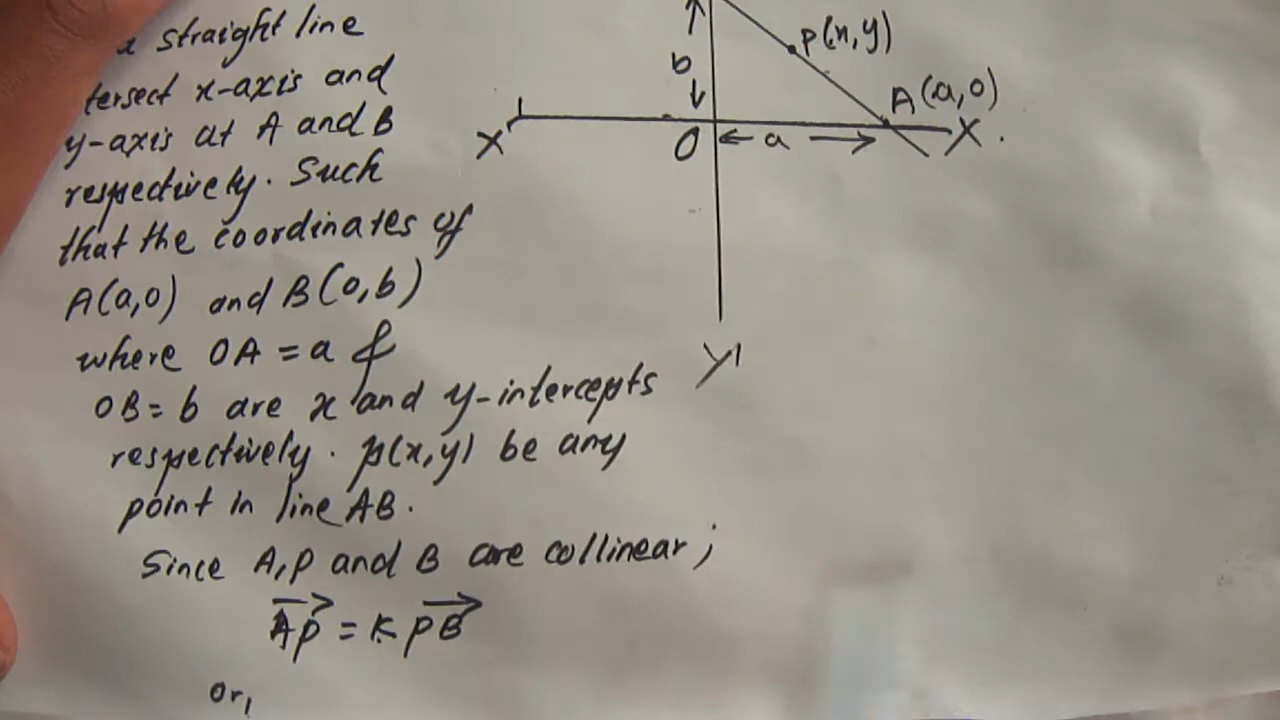 a straight line
tersect x-axis and
y-axis at A and B
respectively. Such
that the coordinates of
A(a,0) and B(0,b)
where OA = a &
OB = b are x and y-intercepts
respectively. p(x,y) be any
point in line AB.
Since A, P and B are collinear;
AP = K PB
or,
b
P(x,y)
A(a,0)
X
O
a
X.
Y'